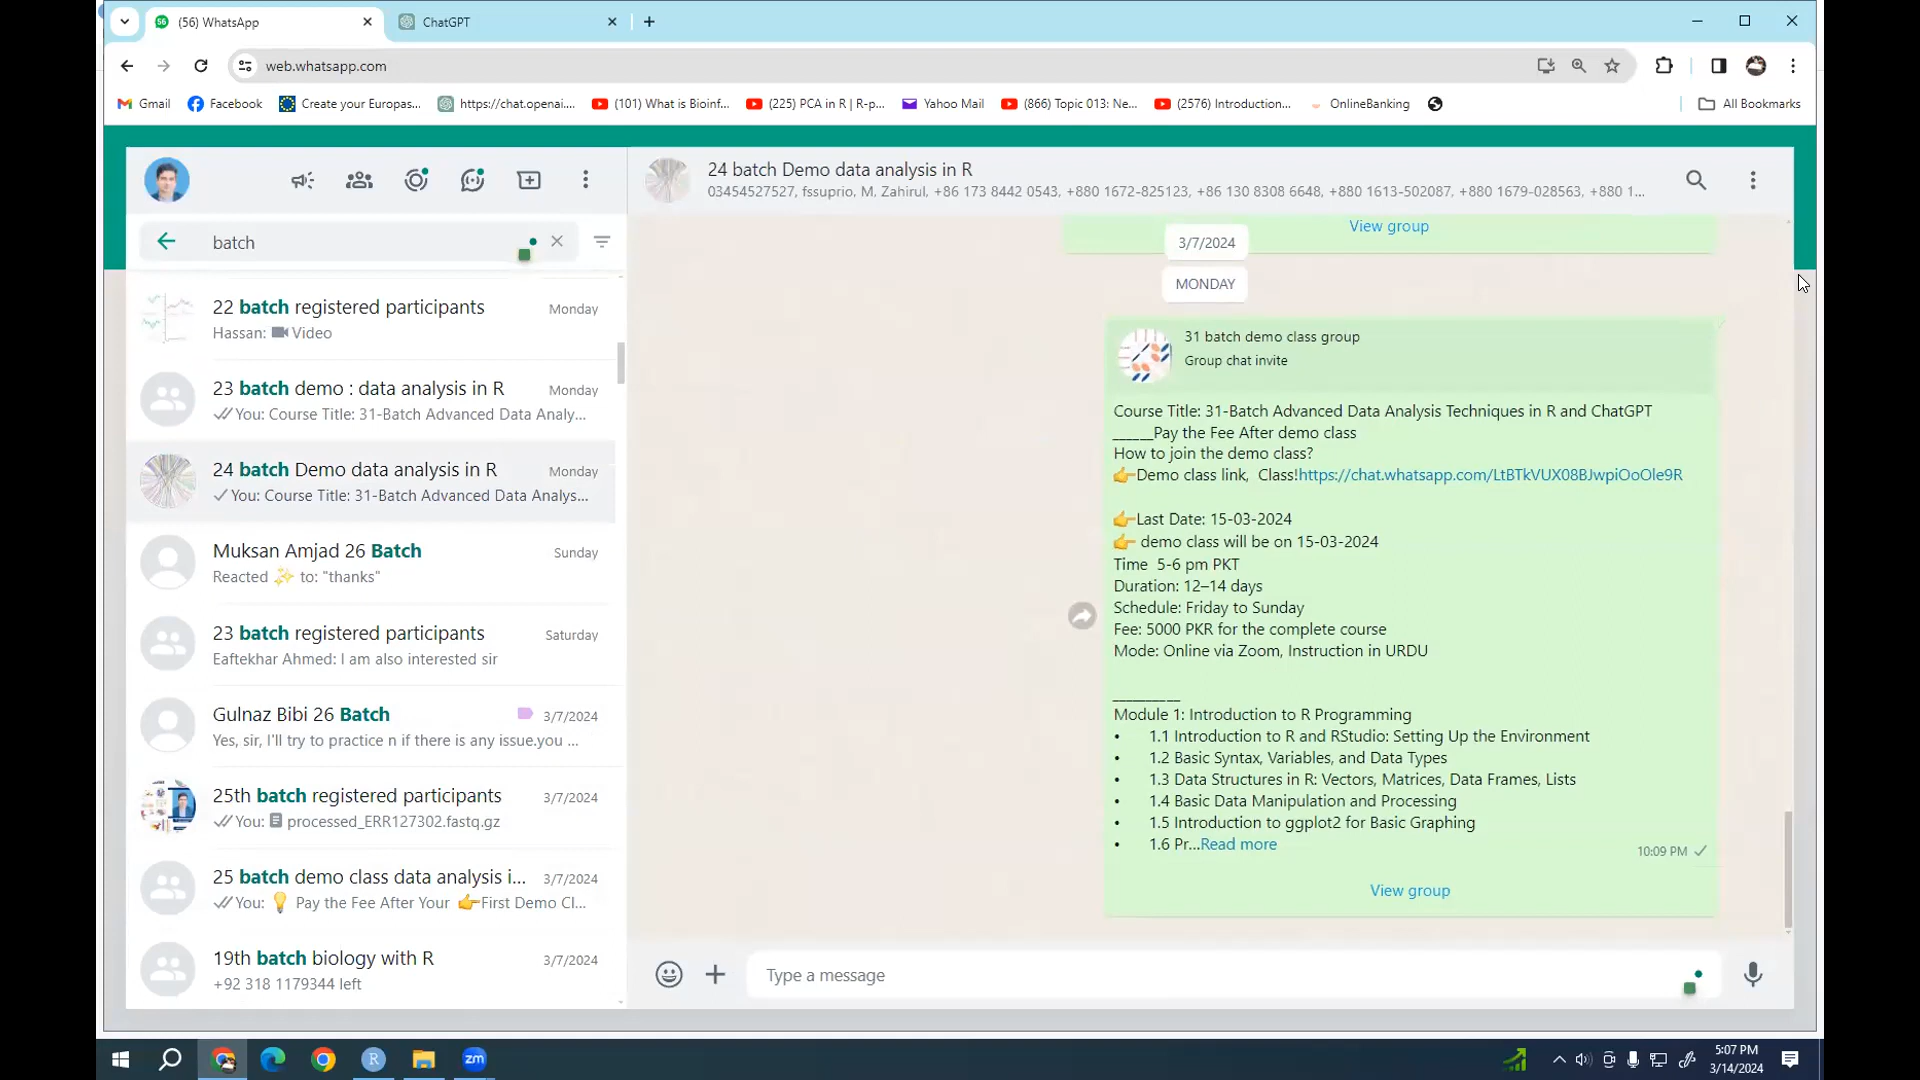 (56) WhatsApp
ChatGPT
web.whatsapp.com
Gmail
Facebook
Create your Europas...
https://chat.openai....
(101) What is Bioinf...
(225) PCA in R | R-p...
Yahoo Mail
(866) Topic 013: Ne...
(2576) Introduction...
OnlineBanking
All Bookmarks
24 batch Demo data analysis in R
03454527527, fssuprio, M. Zahirul, +86 173 8442 0543, +880 1672-825123, +86 130 8308 6648, +880 1613-502087, +880 1679-028563, +880 1...
batch
22 batch registered participants
Monday
Hassan: Video
23 batch demo : data analysis in R
Monday
You: Course Title: 31-Batch Advanced Data Analy...
24 batch Demo data analysis in R
Monday
You: Course Title: 31-Batch Advanced Data Analys...
Muksan Amjad 26 Batch
Sunday
Reacted ✨ to: "thanks"
23 batch registered participants
Saturday
Eaftekhar Ahmed: I am also interested sir
Gulnaz Bibi 26 Batch
3/7/2024
Yes, sir, I'll try to practice n if there is any issue.you ...
25th batch registered participants
3/7/2024
You: processed_ERR127302.fastq.gz
25 batch demo class data analysis i...
3/7/2024
You: 💡 Pay the Fee After Your 👉First Demo Cl...
19th batch biology with R
3/7/2024
+92 318 1179344 left
View group
3/7/2024
MONDAY
31 batch demo class group
Group chat invite
Course Title: 31-Batch Advanced Data Analysis Techniques in R and ChatGPT
______Pay the Fee After demo class
How to join the demo class?
👉Demo class link, Class!https://chat.whatsapp.com/LtBTkVUX08BJwpiOoOle9R
👉Last Date: 15-03-2024
👉 demo class will be on 15-03-2024
Time 5-6 pm PKT
Duration: 12–14 days
Schedule: Friday to Sunday
Fee: 5000 PKR for the complete course
Mode: Online via Zoom, Instruction in URDU
__________
Module 1: Introduction to R Programming
• 1.1 Introduction to R and RStudio: Setting Up the Environment
• 1.2 Basic Syntax, Variables, and Data Types
• 1.3 Data Structures in R: Vectors, Matrices, Data Frames, Lists
• 1.4 Basic Data Manipulation and Processing
• 1.5 Introduction to ggplot2 for Basic Graphing
• 1.6 Pr...Read more
10:09 PM
View group
Type a message
R
zm
5:07 PM
3/14/2024